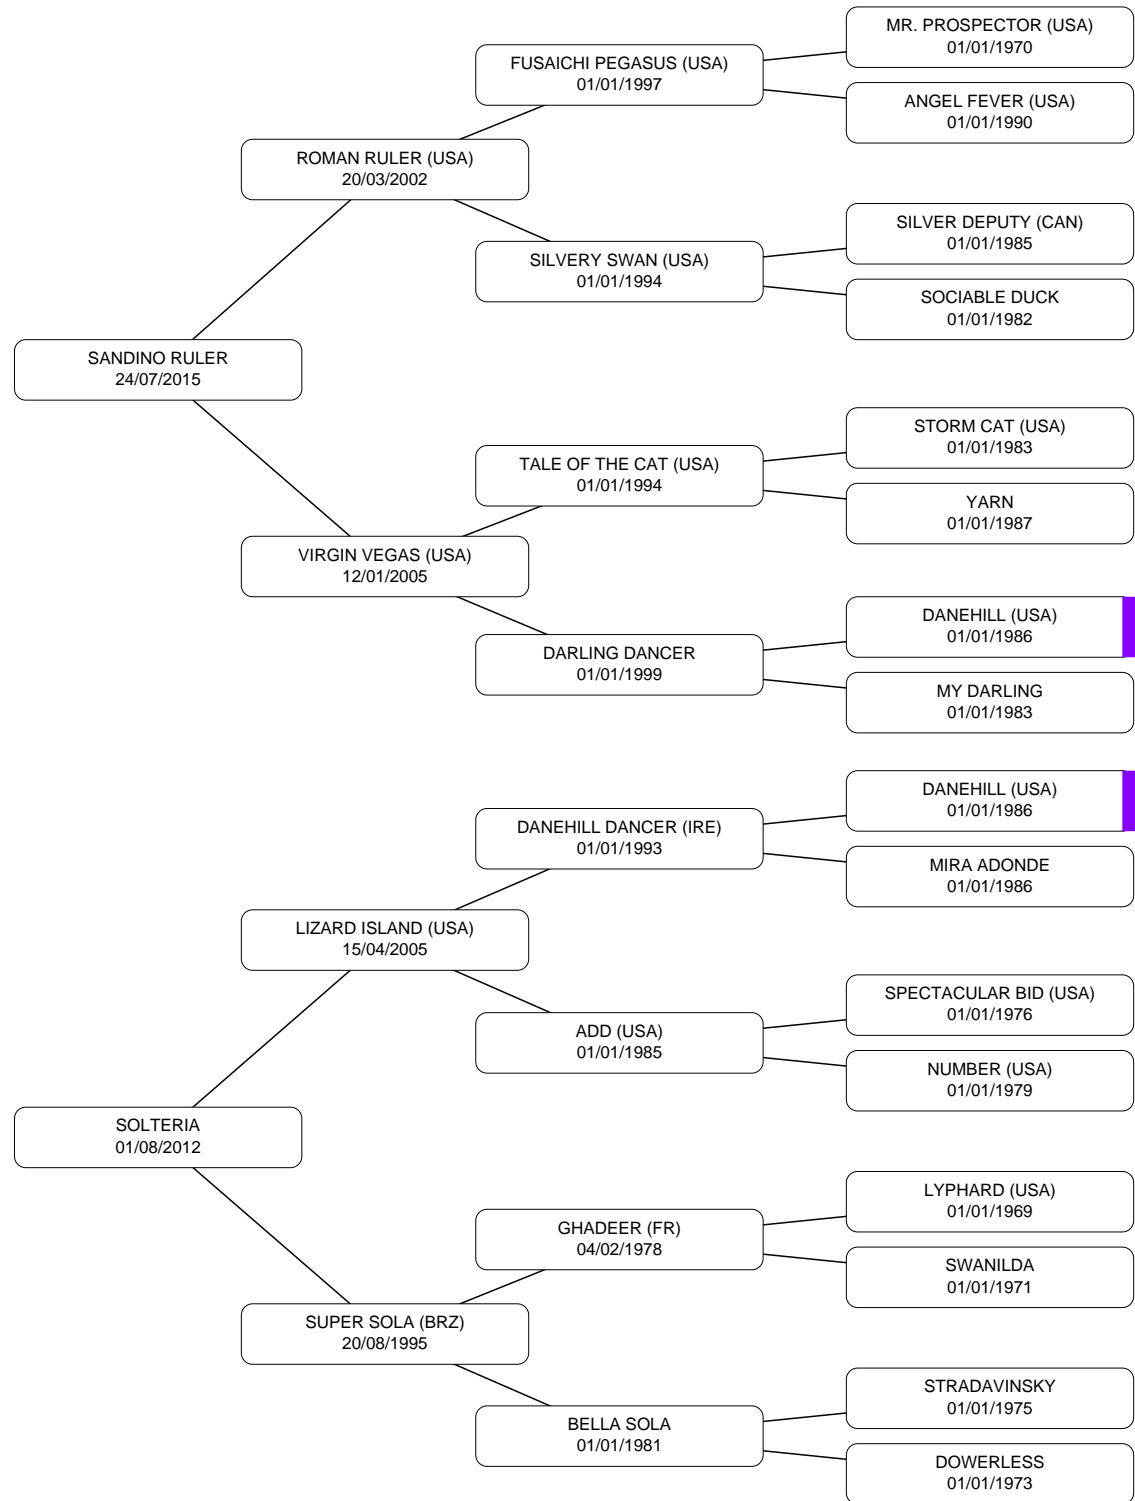 MR. PROSPECTOR (USA)
01/01/1970
FUSAICHI PEGASUS (USA)
01/01/1997
ANGEL FEVER (USA)
01/01/1990
ROMAN RULER (USA)
20/03/2002
SILVER DEPUTY (CAN)
01/01/1985
SILVERY SWAN (USA)
01/01/1994
SOCIABLE DUCK
01/01/1982
SANDINO RULER
24/07/2015
STORM CAT (USA)
01/01/1983
TALE OF THE CAT (USA)
01/01/1994
YARN
01/01/1987
VIRGIN VEGAS (USA)
12/01/2005
DANEHILL (USA)
01/01/1986
DARLING DANCER
01/01/1999
MY DARLING
01/01/1983
DANEHILL (USA)
01/01/1986
DANEHILL DANCER (IRE)
01/01/1993
MIRA ADONDE
01/01/1986
LIZARD ISLAND (USA)
15/04/2005
SPECTACULAR BID (USA)
01/01/1976
ADD (USA)
01/01/1985
NUMBER (USA)
01/01/1979
SOLTERIA
01/08/2012
LYPHARD (USA)
01/01/1969
GHADEER (FR)
04/02/1978
SWANILDA
01/01/1971
SUPER SOLA (BRZ)
20/08/1995
STRADAVINSKY
01/01/1975
BELLA SOLA
01/01/1981
DOWERLESS
01/01/1973